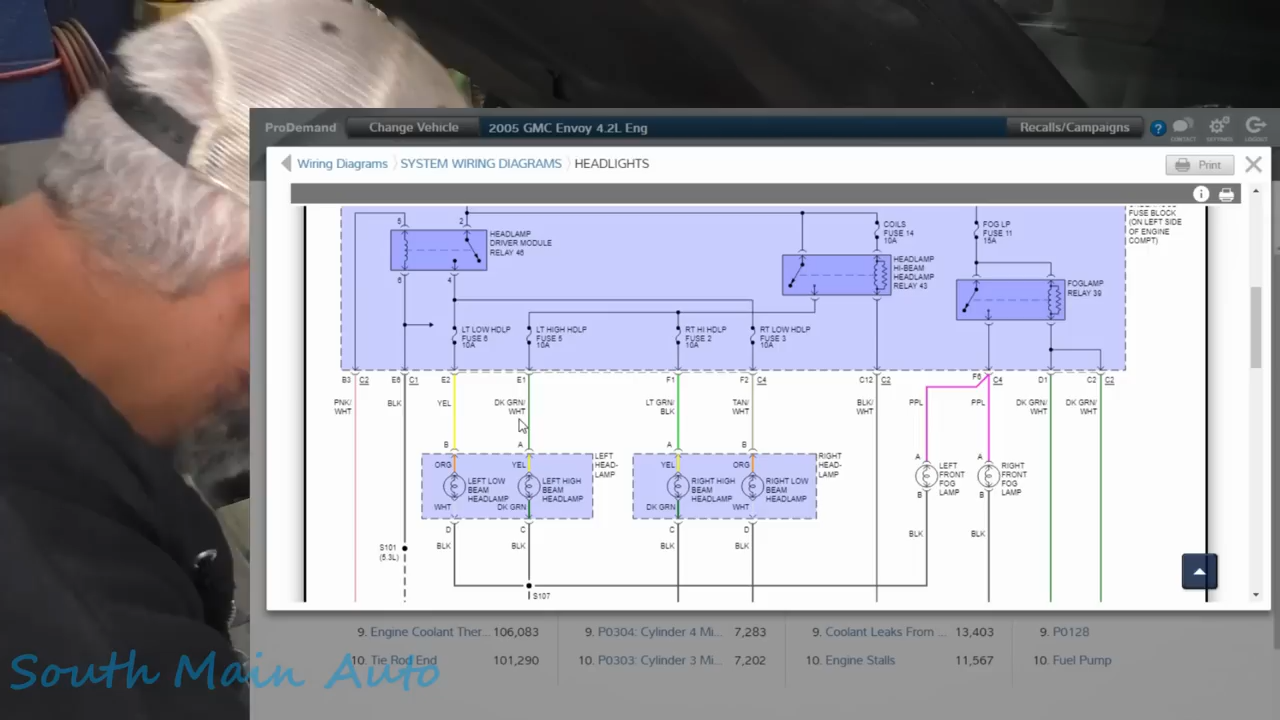 ProDemand
Change Vehicle
2005 GMC Envoy 4.2L Eng
Recalls/Campaigns
?
Wiring Diagrams
SYSTEM WIRING DIAGRAMS
HEADLIGHTS
Print
FUSE BLOCK
(ON LEFT SIDE
OF ENGINE
COMPT)
5
2
HEADLAMP
DRIVER MODULE
RELAY 46
6
4
COILS
FUSE 14
10A
FOG LP
FUSE 11
15A
HEADLAMP
HI-BEAM
HEADLAMP
RELAY 43
FOGLAMP
RELAY 39
LT LOW HDLP
FUSE 6
10A
LT HIGH HDLP
FUSE 5
10A
RT HI HDLP
FUSE 2
10A
RT LOW HDLP
FUSE 3
10A
B3 C2 E6 C1 E2 E1 F1 F2 C4 C12 C2 F6 C4 D1 C2 C2
PNK/
WHT
BLK
YEL
DK GRN/
WHT
LT GRN/
BLK
TAN/
WHT
BLK/
WHT
PPL
PPL
DK GRN/
WHT
DK GRN/
WHT
B
A
A
B
A
A
ORG
YEL
LEFT
HEAD-
LAMP
YEL
ORG
RIGHT
HEAD-
LAMP
LEFT LOW
BEAM
HEADLAMP
LEFT HIGH
BEAM
HEADLAMP
RIGHT HIGH
BEAM
HEADLAMP
RIGHT LOW
BEAM
HEADLAMP
LEFT
FRONT
FOG
LAMP
RIGHT
FRONT
FOG
LAMP
WHT
DK GRN
DK GRN
WHT
B
B
D
C
C
D
BLK
BLK
BLK
BLK
BLK
BLK
S101
(5.3L)
S107
9. Engine Coolant Ther... 106,083
9. P0304: Cylinder 4 Mi... 7,283
9. Coolant Leaks From ... 13,403
9. P0128
10. Tie Rod End 101,290
10. P0303: Cylinder 3 Mi... 7,202
10. Engine Stalls 11,567
10. Fuel Pump
South Main Auto